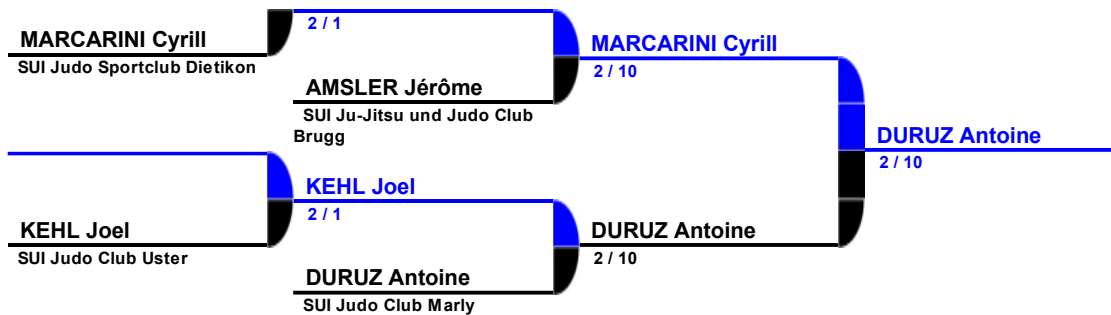 2 / 1
MARCARINI Cyrill
SUI Judo Sportclub Dietikon
MARCARINI Cyrill
2 / 10
AMSLER Jérôme
SUI Ju-Jitsu und Judo Club
Brugg
DURUZ Antoine
2 / 10
KEHL Joel
2 / 1
KEHL Joel
SUI Judo Club Uster
DURUZ Antoine
2 / 10
DURUZ Antoine
SUI Judo Club Marly